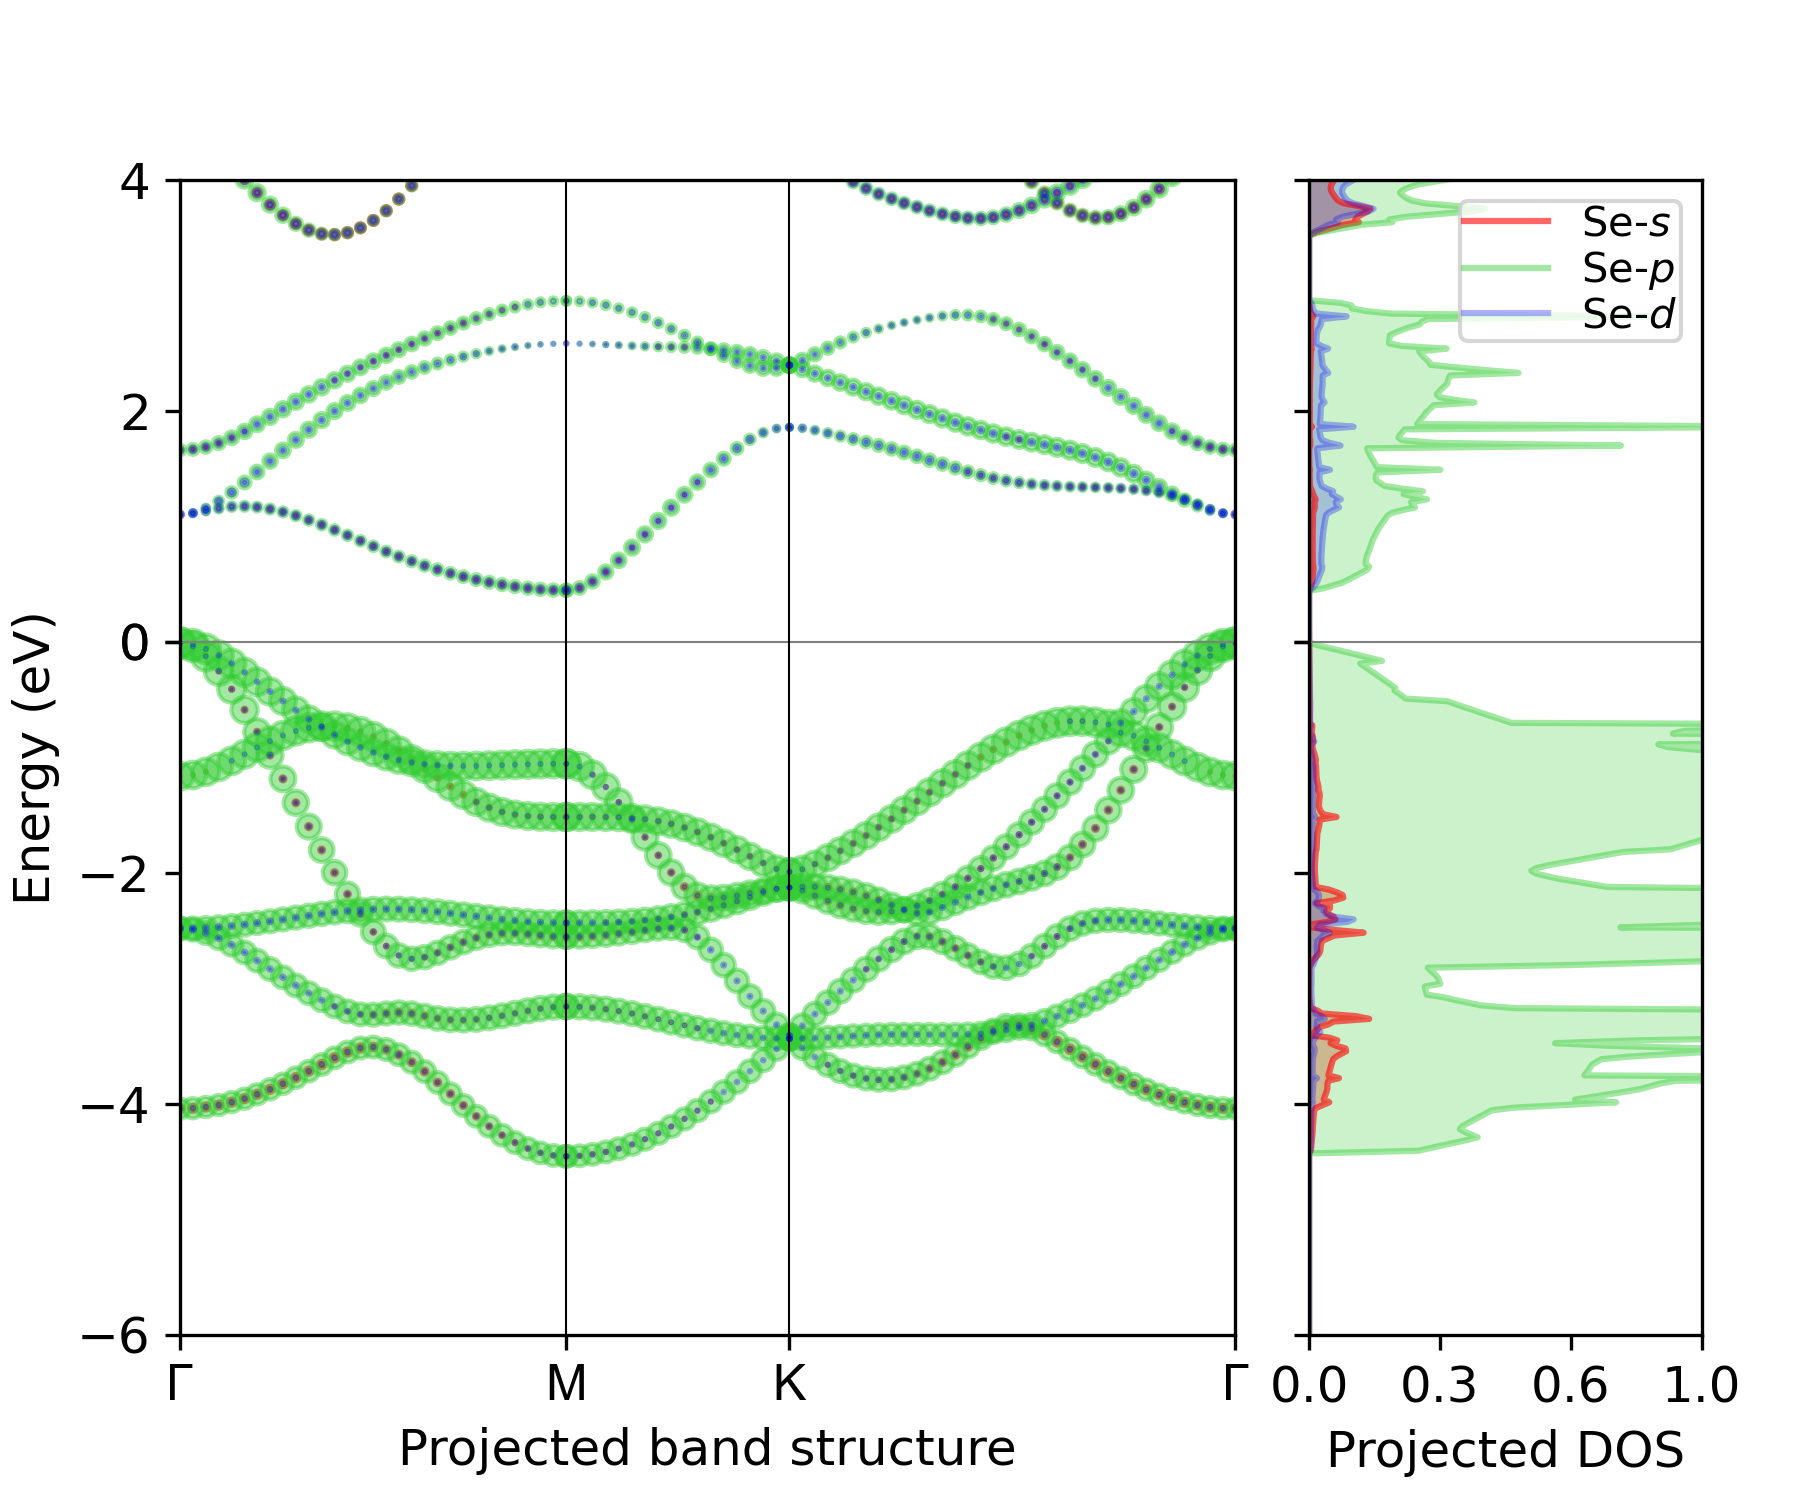 4
2
0
−2
−4
−6
Energy (eV)
Γ
M
K
Γ
Projected band structure
Se-s
Se-p
Se-d
0.0
0.3
0.6
1.0
Projected DOS